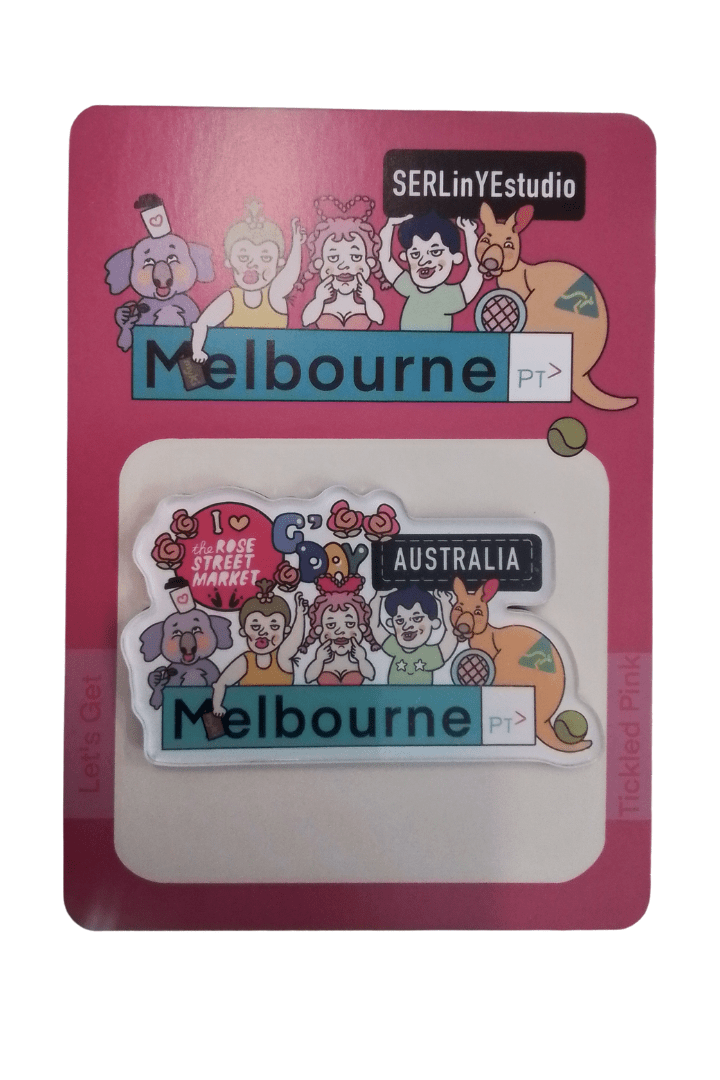 SERLinYEstudio
Melbourne
PT>
I
the ROSE
STREET
MARKET
G'
DAY
AUSTRALIA
Melbourne
PT>
Let's Get
Tickled Pink